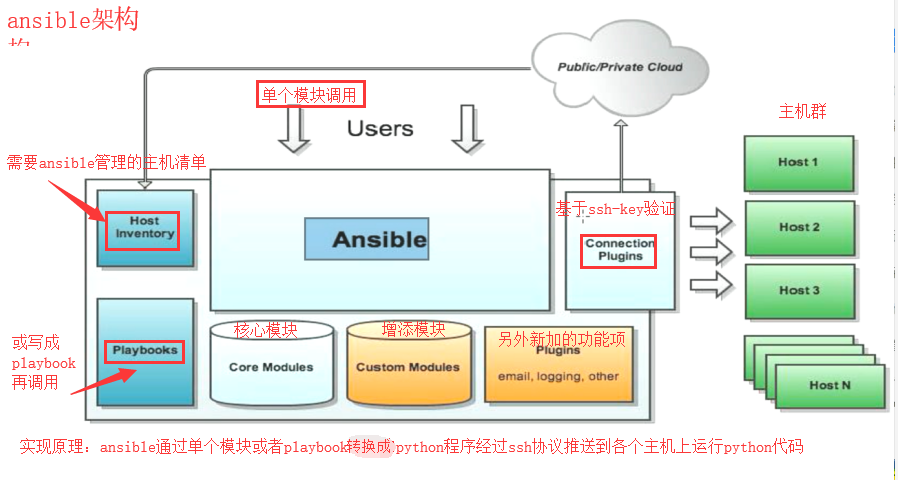 ansible架构
构
Public/Private Cloud
单个模块调用
Users
主机群
需要ansible管理的主机清单
Host 1
Host
Inventory
Ansible
基于ssh-key验证
Connection
Plugins
Host 2
Host 3
或写成
playbook
再调用
Playbooks
核心模块
Core Modules
增添模块
Custom Modules
另外新加的功能项
Plugins
email, logging, other
Host N
实现原理：ansible通过单个模块或者playbook转换成python程序经过ssh协议推送到各个主机上运行python代码